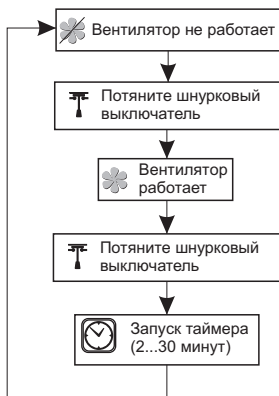 Вентилятор не работает
Потяните шнурковый
выключатель
Вентилятор
работает
Потяните шнурковый
выключатель
Запуск таймера
(2...30 минут)